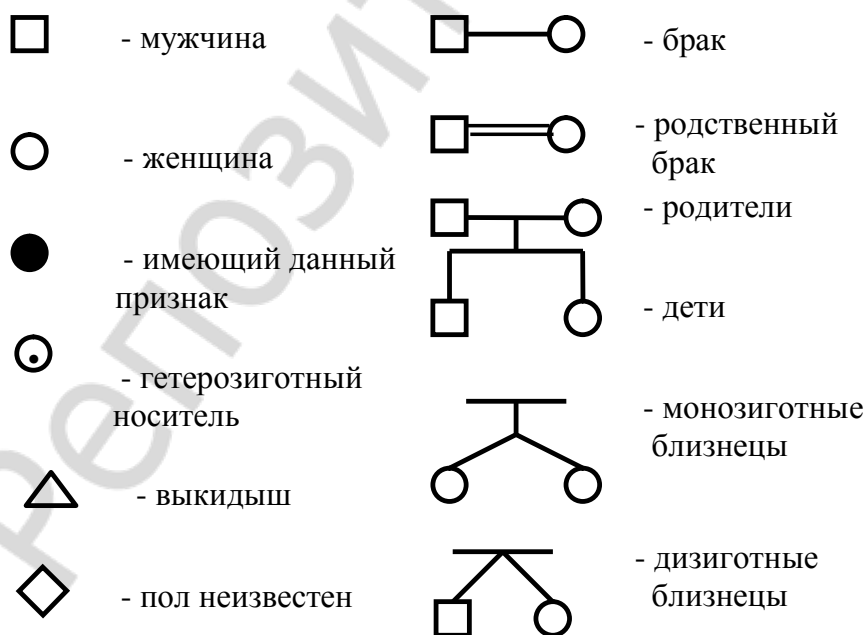 - мужчина
- женщина
- имеющий данный
признак
- гетерозиготный
носитель
- выкидыш
- пол неизвестен
- брак
- родственный
брак
- родители
- дети
- монозиготные
близнецы
- дизиготные
близнецы
Репозит